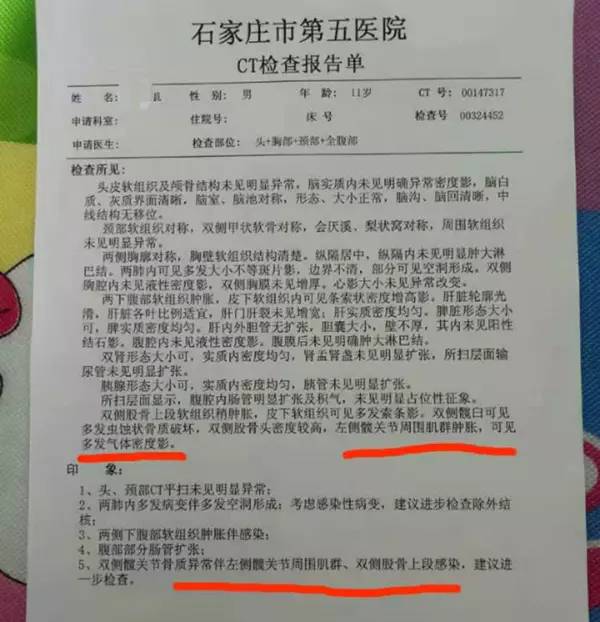 石家庄市第五医院
CT检查报告单
姓 名: 县 性 别: 男 年 龄: 11岁 CT 号: 00147317
申请科室: 住院号: 床 号 检查号 00324452
申请医生: 检查部位: 头+胸部+颈部+全腹部
检查所见:
头皮软组织及颅骨结构未见明显异常,脑实质内未见明确异常密度影,脑白
质、灰质界面清晰,脑室、脑池对称,形态、大小正常,脑沟、脑回清晰,中
线结构无移位。
颈部软组织对称,双侧甲状软骨对称,会厌溪、梨状窝对称,周围软组织
未见明显异常。
两侧胸廓对称,胸壁软组织结构清楚。纵隔居中,纵隔内未见明显肿大淋
巴结。两肺内可见多发大小不等斑片影,边界不清,部分可见空洞形成。双侧
胸腔内未见液性密度影,双侧胸膜未见增厚。心影大小未见异常改变。
两下腹部软组织肿胀,皮下软组织内可见条索状密度增高影。肝脏轮廓光
滑,肝脏各叶比例适宜,肝门肝裂未见增宽;肝实质密度均匀。脾脏形态大小
可,脾实质密度均匀。肝内外胆管无扩张,胆囊大小,壁不厚,其内未见阳性
结石影。腹腔内未见液性密度影。腹膜后未见明确肿大淋巴结。
双肾形态大小可,实质内密度均匀,肾盂肾盏未见明显扩张,所扫层面输
尿管未见明显扩张。
胰腺形态大小可,实质内密度均匀,胰管未见明显扩张。
所扫层面显示,腹腔内肠管明显扩张及积气,未见明显占位性征象。
双侧股骨上段软组织稍肿胀,皮下软组织可见多发索条影。双侧髋臼可见
多发虫蚀状骨质破坏,双侧股骨头密度较高,左侧髋关节周围肌群肿胀,可见
多发气体密度影。
印 象:
1、头、颈部CT平扫未见明显异常;
2、两肺内多发病变伴多发空洞形成;考虑感染性病变,建议进步检查除外结
核;
3、两侧下腹部软组织肿胀伴感染;
4、腹部部分肠管扩张;
5、双侧髋关节骨质异常伴左侧髋关节周围肌群、双侧股骨上段感染,建议进
一步检查。